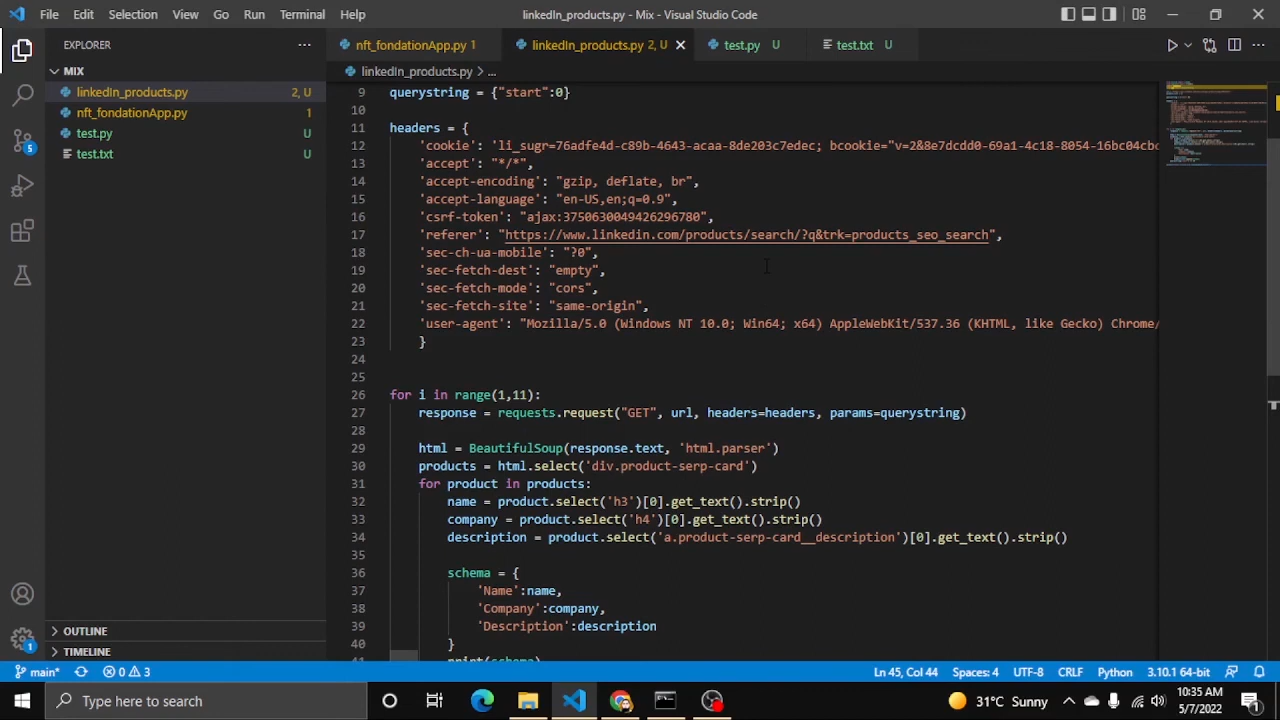 File Edit Selection View Go Run Terminal Help
linkedIn_products.py - Mix - Visual Studio Code
EXPLORER
nft_fondationApp.py 1
linkedIn_products.py 2, U
test.py U
test.txt U
MIX
linkedIn_products.py > ...
linkedIn_products.py 2, U
nft_fondationApp.py 1
test.py U
test.txt U
9 querystring = {"start":0}
10
11 headers = {
12 'cookie': "li_sugr=76adfe4d-c89b-4643-acaa-8de265c7edec; bcookie="v=2&8e7dcdd0-69a1-4c18-8054-16bc04cbc
13 'accept': "*/*",
14 'accept-encoding': "gzip, deflate, br",
15 'accept-language': "en-US,en;q=0.9",
16 'csrf-token': "ajax:3750630049426296780",
17 'referer': "https://www.linkedin.com/products/search/?q&trk=products_seo_search",
18 'sec-ch-ua-mobile': "?0",
19 'sec-fetch-dest': "empty",
20 'sec-fetch-mode': "cors",
21 'sec-fetch-site': "same-origin",
22 'user-agent': "Mozilla/5.0 (Windows NT 10.0; Win64; x64) AppleWebKit/537.36 (KHTML, like Gecko) Chrome/
23 }
24
25
26 for i in range(1,11):
27 response = requests.request("GET", url, headers=headers, params=querystring)
28
29 html = BeautifulSoup(response.text, 'html.parser')
30 products = html.select('div.product-serp-card')
31 for product in products:
32 name = product.select('h3')[0].get_text().strip()
33 company = product.select('h4')[0].get_text().strip()
34 description = product.select('a.product-serp-card__description')[0].get_text().strip()
35
36 schema = {
37 'Name':name,
38 'Company':company,
39 'Description':description
40 }
41 print(schema)
OUTLINE
TIMELINE
main* 0 3
Ln 45, Col 44 Spaces: 4 UTF-8 CRLF Python 3.10.1 64-bit
Type here to search
31°C Sunny
10:35 AM
5/7/2022